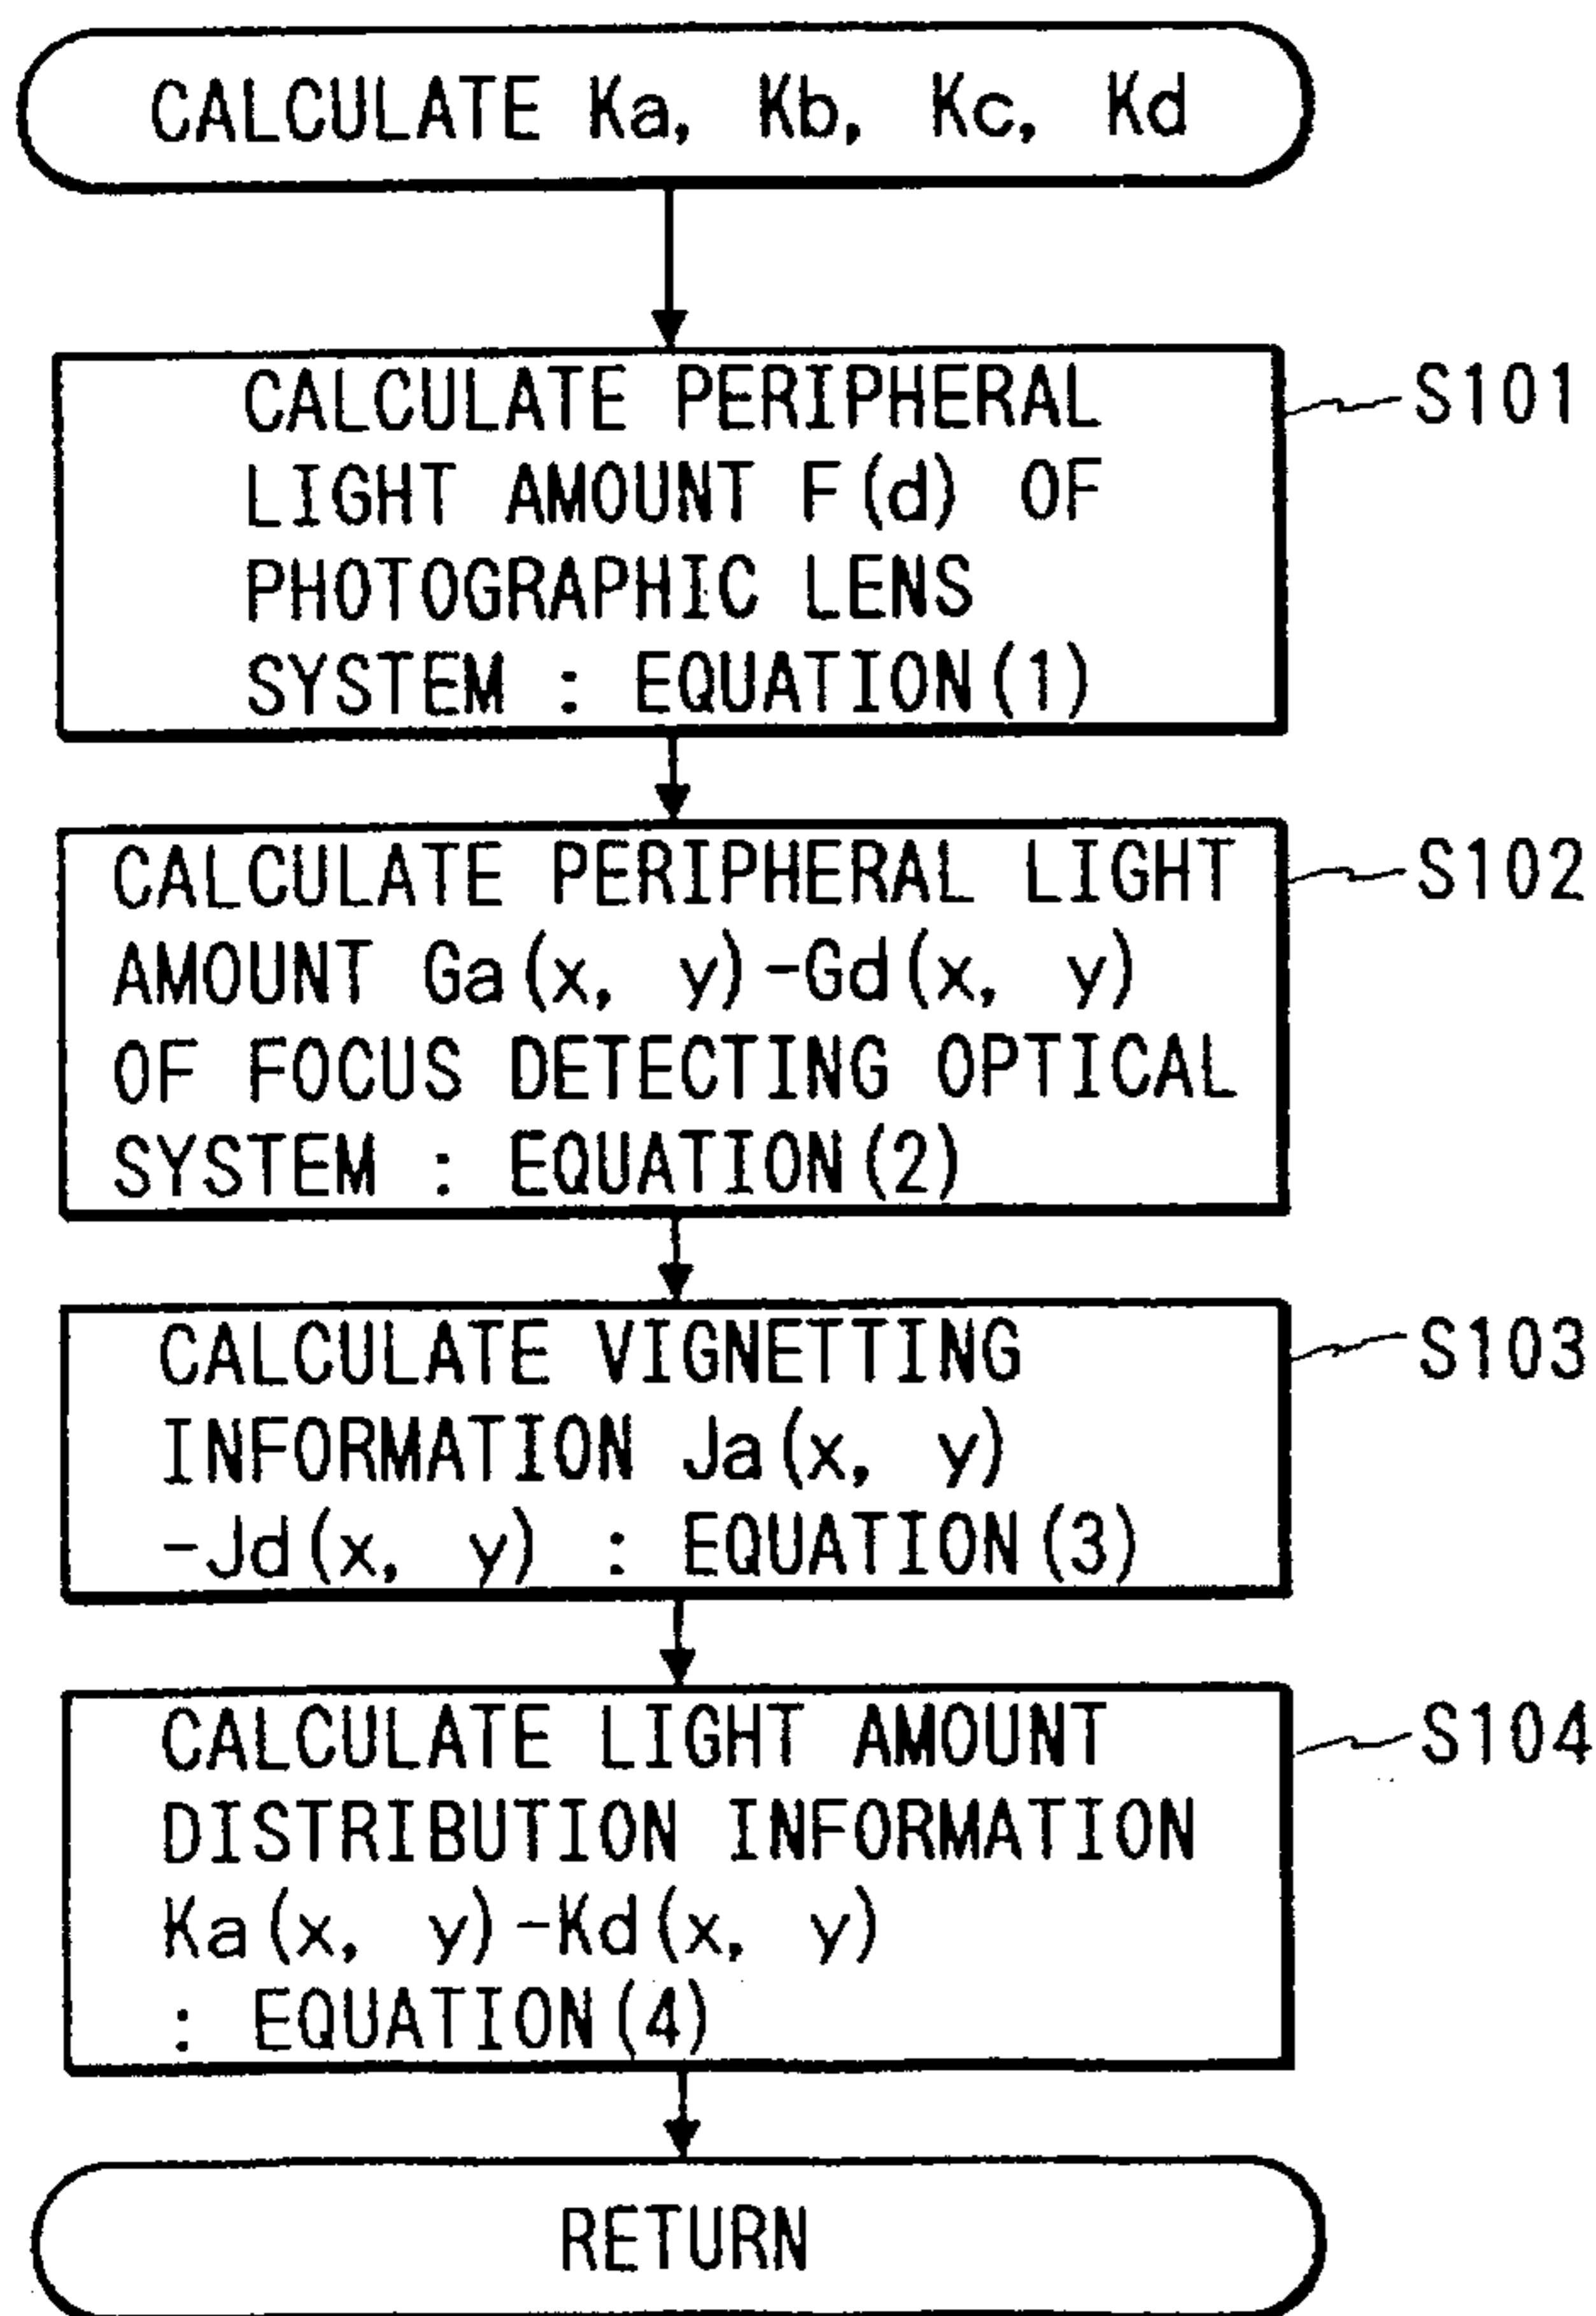 CALCULATE Ka, Kb, Kc, Kd
CALCULATE PERIPHERAL
LIGHT AMOUNT F(d) OF
PHOTOGRAPHIC LENS
SYSTEM : EQUATION(1)
S101
CALCULATE PERIPHERAL LIGHT
AMOUNT Ga(x, y)-Gd(x, y)
OF FOCUS DETECTING OPTICAL
SYSTEM : EQUATION(2)
S102
CALCULATE VIGNETTING
INFORMATION Ja(x, y)
-Jd(x, y) : EQUATION(3)
S103
CALCULATE LIGHT AMOUNT
DISTRIBUTION INFORMATION
Ka(x, y)-Kd(x, y)
: EQUATION(4)
S104
RETURN